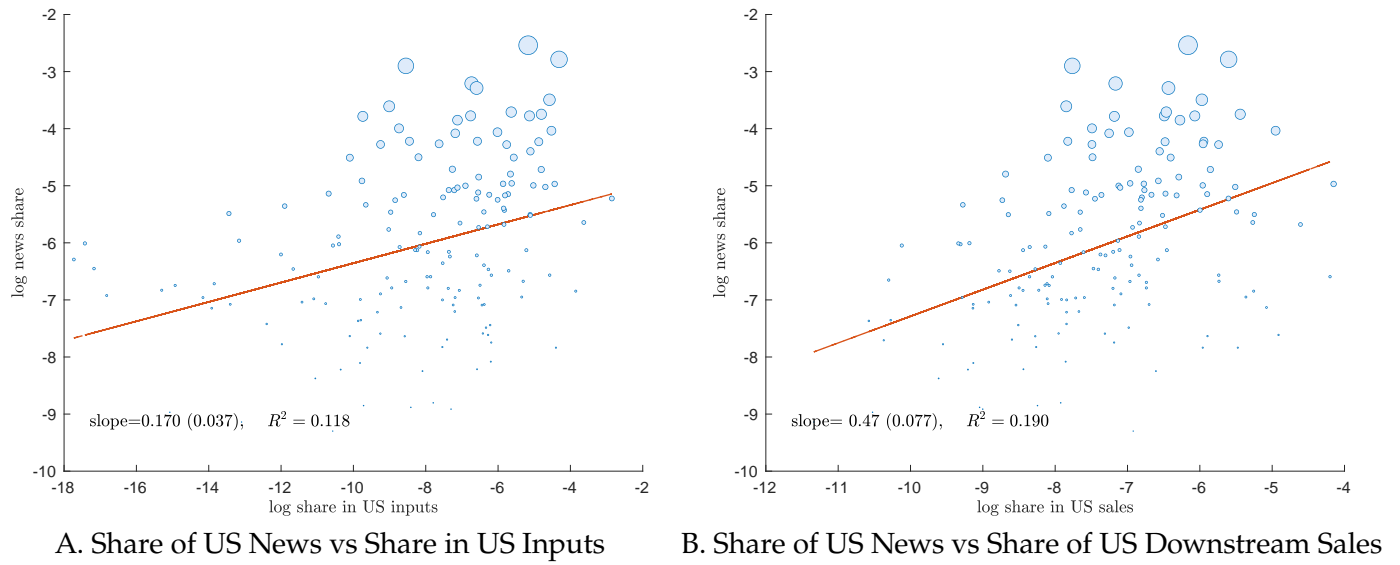 -2
-3
-4
-5
-6
-7
-8
-9
-10
log news share
slope=0.170 (0.037), R² = 0.118
-18 -16 -14 -12 -10 -8 -6 -4 -2
log share in US inputs
A. Share of US News vs Share in US Inputs
-2
-3
-4
-5
-6
-7
-8
-9
-10
log news share
slope= 0.47 (0.077), R² = 0.190
-12 -11 -10 -9 -8 -7 -6 -5 -4
log share in US sales
B. Share of US News vs Share of US Downstream Sales